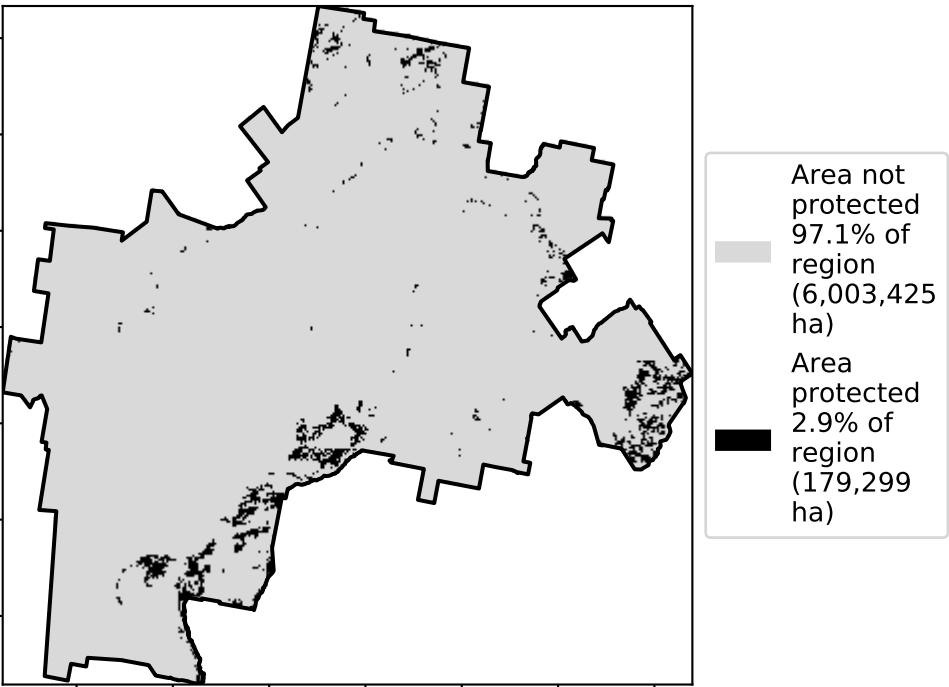 Area not
protected
97.1% of
region
(6,003,425
ha)
Area
protected
2.9% of
region
(179,299
ha)